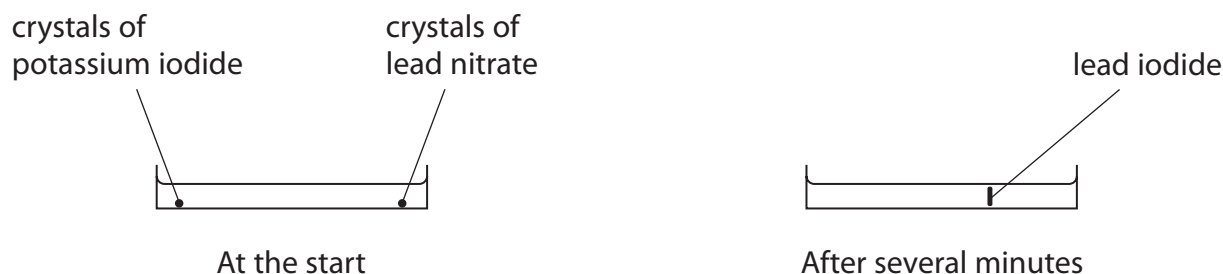 crystals of
potassium iodide
crystals of
lead nitrate
lead iodide
At the start
After several minutes